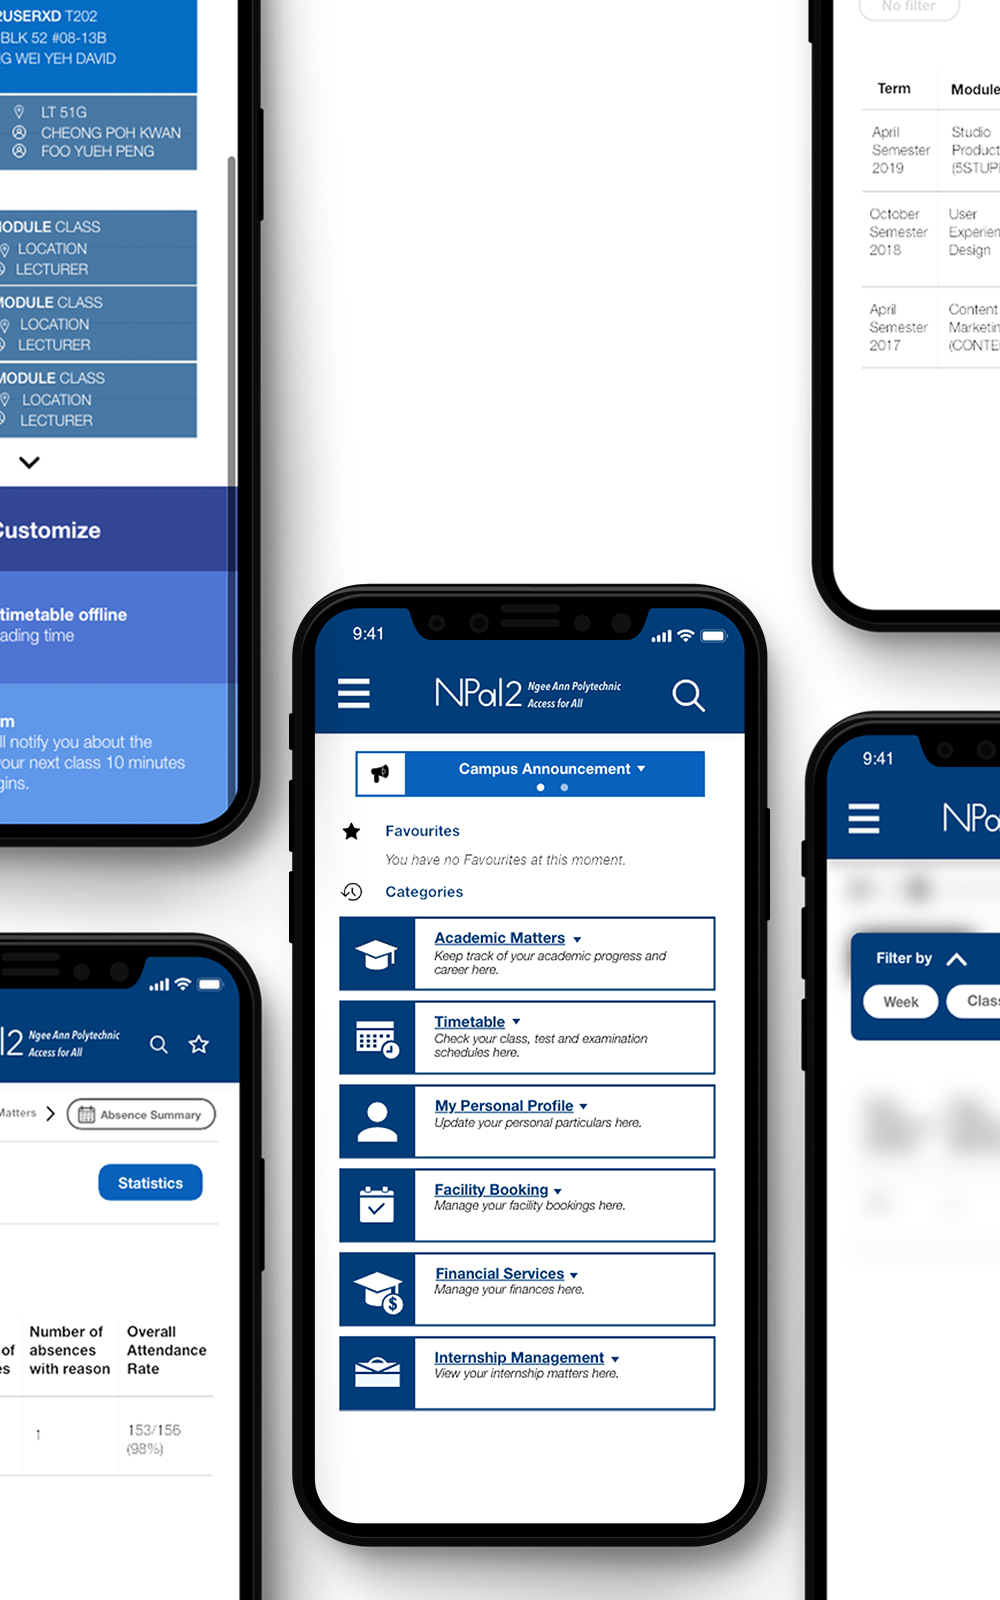 2USERXD T202
BLK 52 #08-13B
G WEI YEH DAVID
LT 51G
CHEONG POH KWAN
FOO YUEH PENG
MODULE CLASS
LOCATION
LECTURER
MODULE CLASS
LOCATION
LECTURER
MODULE CLASS
LOCATION
LECTURER
Customize
timetable offline
ading time
m
ll notify you about the
your next class 10 minutes
gins.
No filter
Term Module
April Semester 2019
Studio Product (5STUP
October Semester 2018
User Experien Design
April Semester 2017
Content Marketin (CONTE
9:41
NPal2 Ngee Ann Polytechnic
Access for All
Campus Announcement
Favourites
You have no Favourites at this moment.
Categories
Academic Matters
Keep track of your academic progress and
career here.
Timetable
Check your class, test and examination
schedules here.
My Personal Profile
Update your personal particulars here.
Facility Booking
Manage your facility bookings here.
Financial Services
Manage your finances here.
Internship Management
View your internship matters here.
l2 Ngee Ann Polytechnic
Access for All
Matters
Absence Summary
Statistics
of
es
Number of
absences
with reason
Overall
Attendance
Rate
1
153/156
(98%)
9:41
NPa
Filter by
Week
Clas